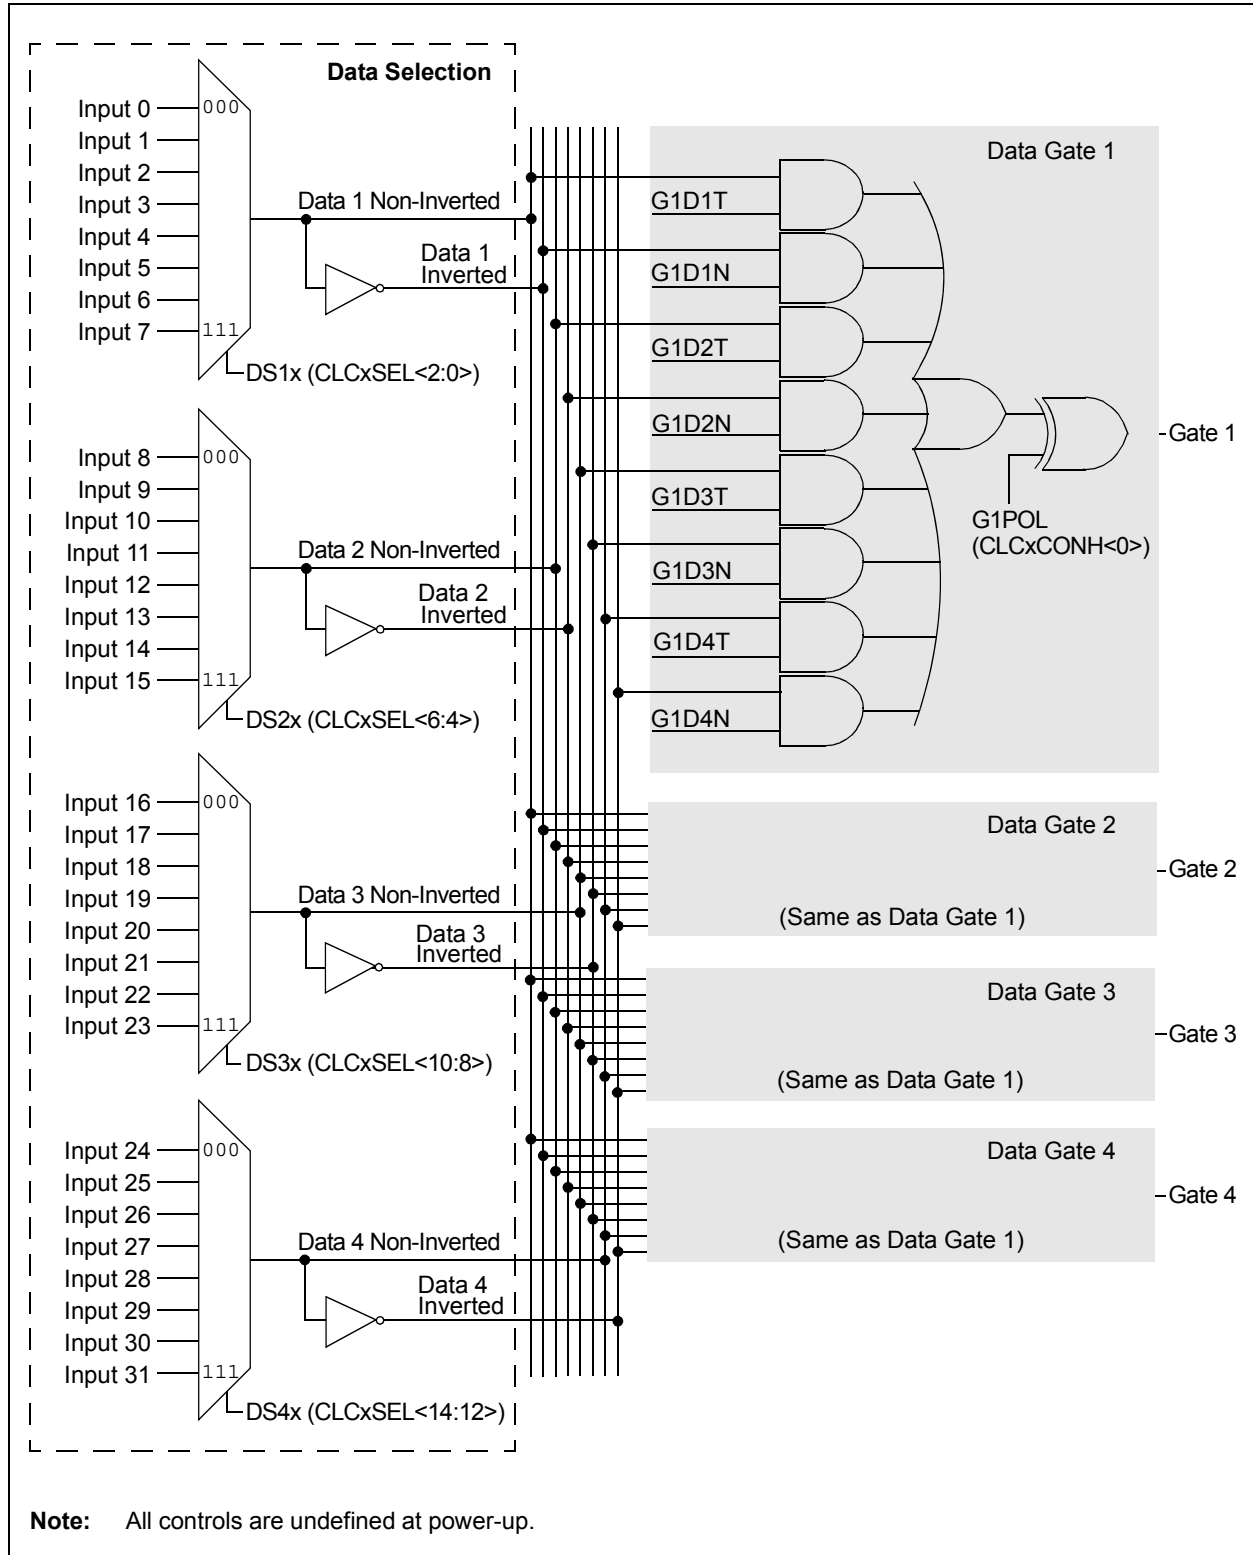 Data Selection
Input 0
000
Input 1
Input 2
Input 3
Input 4
Input 5
Input 6
Input 7
111
DS1x (CLCxSEL<2:0>)
Data 1 Non-Inverted
Data 1
Inverted
Input 8
000
Input 9
Input 10
Input 11
Input 12
Input 13
Input 14
Input 15
111
DS2x (CLCxSEL<6:4>)
Data 2 Non-Inverted
Data 2
Inverted
Input 16
000
Input 17
Input 18
Input 19
Input 20
Input 21
Input 22
Input 23
111
DS3x (CLCxSEL<10:8>)
Data 3 Non-Inverted
Data 3
Inverted
Input 24
000
Input 25
Input 26
Input 27
Input 28
Input 29
Input 30
Input 31
111
DS4x (CLCxSEL<14:12>)
Data 4 Non-Inverted
Data 4
Inverted
Data Gate 1
G1D1T
G1D1N
G1D2T
G1D2N
G1D3T
G1D3N
G1D4T
G1D4N
G1POL
(CLCxCONH<0>)
Gate 1
Data Gate 2
(Same as Data Gate 1)
Gate 2
Data Gate 3
(Same as Data Gate 1)
Gate 3
Data Gate 4
(Same as Data Gate 1)
Gate 4
Note: All controls are undefined at power-up.